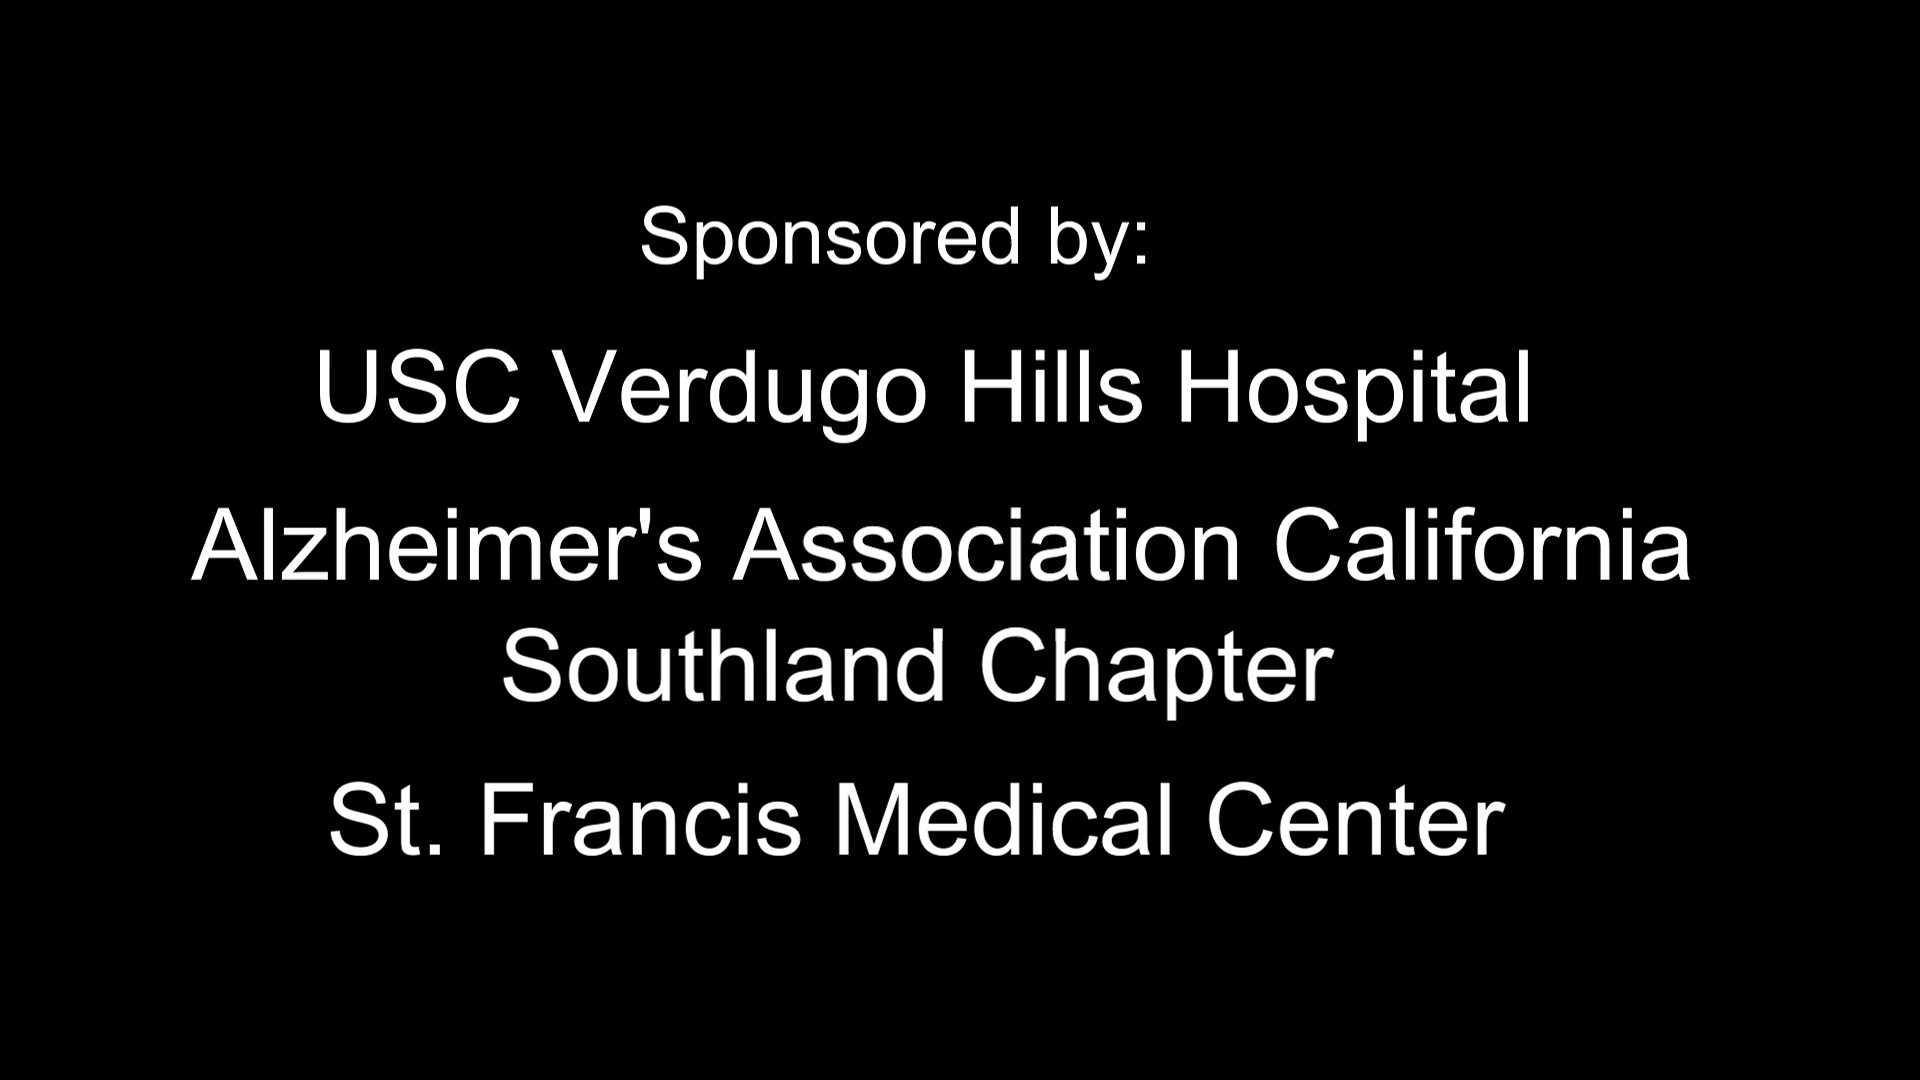 Sponsored by:
USC Verdugo Hills Hospital
Alzheimer's Association California
Southland Chapter
St. Francis Medical Center